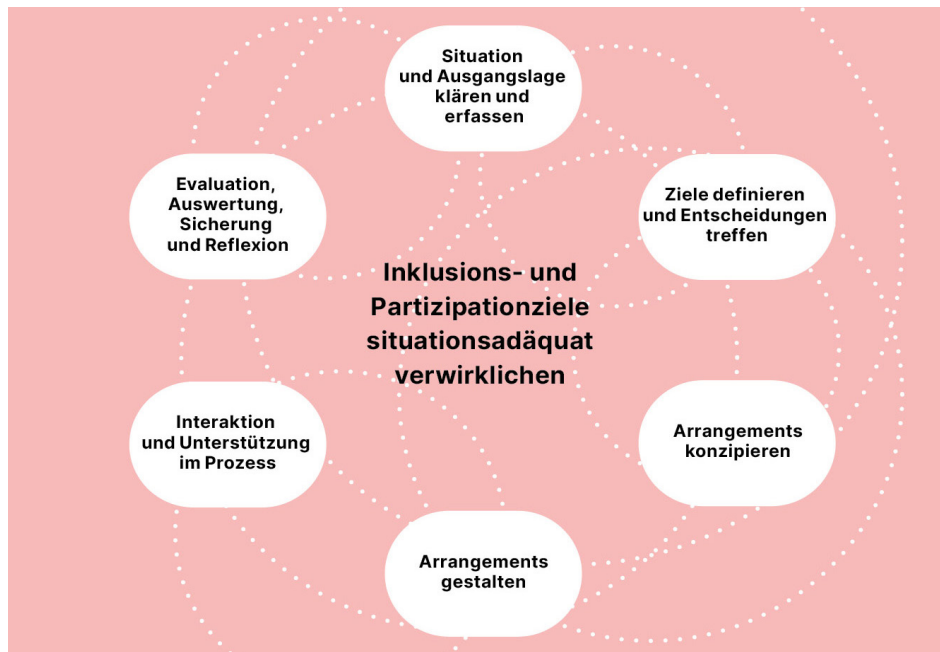 Situation
und Ausgangslage
klären und
erfassen
Evaluation,
Auswertung,
Sicherung
und Reflexion
Ziele definieren
und Entscheidungen
treffen
Inklusions- und
Partizipationziele
situationsadäquat
verwirklichen
Interaktion
und Unterstützung
im Prozess
Arrangements
konzipieren
Arrangements
gestalten